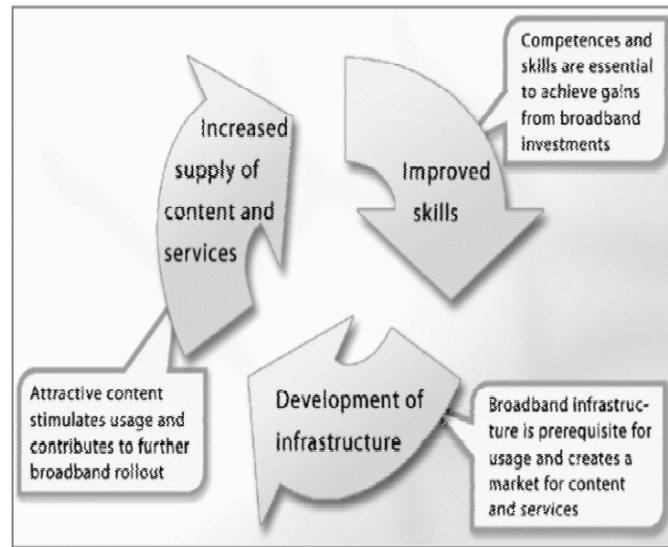 Competences and
skills are essential
to achieve gains
from broadband
investments
Increased
supply of
content and
services
Improved
skills
Attractive content
stimulates usage and
contributes to further
broadband rollout
Development of
infrastructure
Broadband infrastruc-
ture is prerequisite for
usage and creates a
market for content
and services